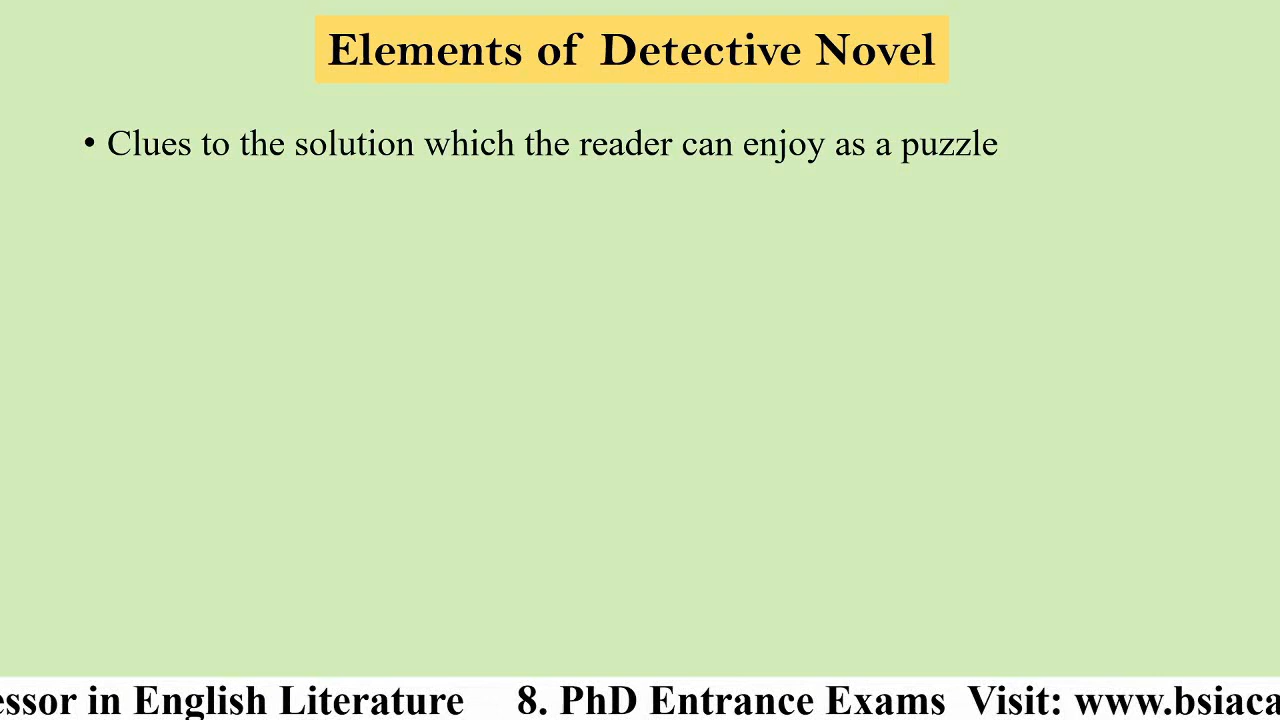 Elements of Detective Novel
• Clues to the solution which the reader can enjoy as a puzzle
essor in English Literature 8. PhD Entrance Exams Visit: www.bsiaca